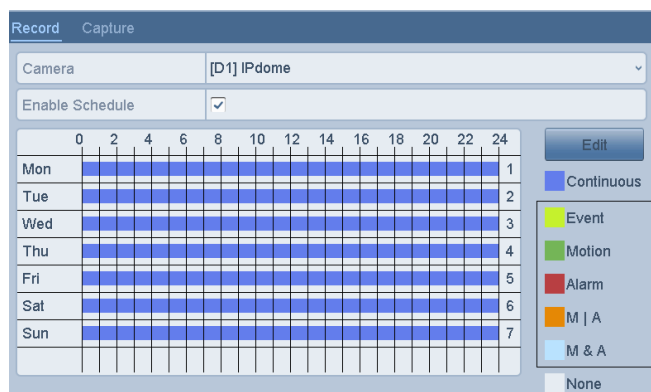 Record Capture
Camera [D1] IPdome
Enable Schedule
0 2 4 6 8 10 12 14 16 18 20 22 24
Edit
Mon 1
Continuous
Tue 2
Wed 3
Event
Thu 4
Motion
Fri 5
Alarm
Sat 6
M | A
Sun 7
M & A
None